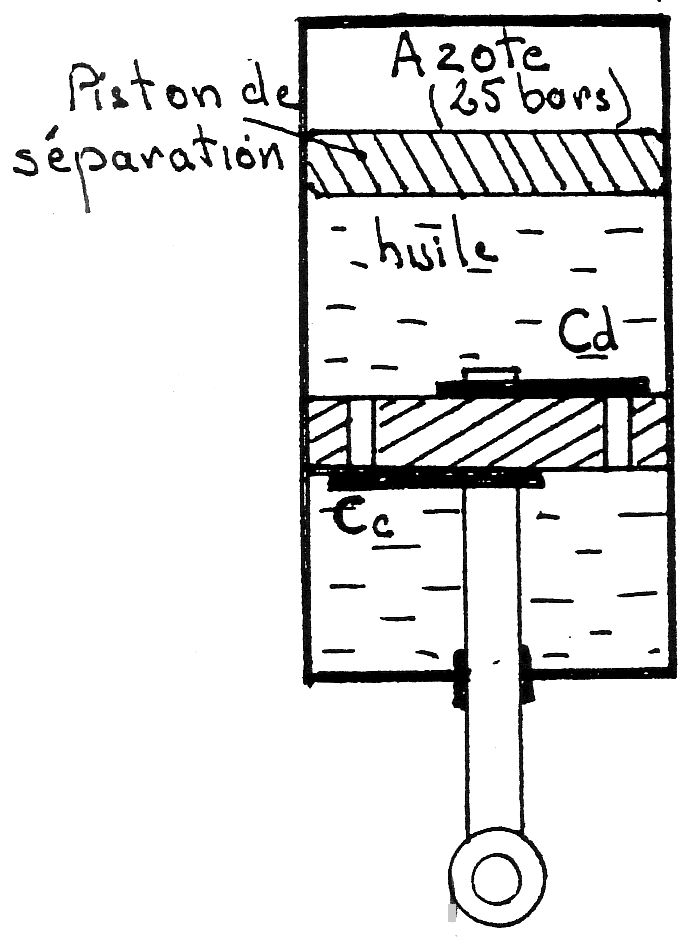 Azote
(25 bars)
Piston de
séparation
huile
Cd
Cc